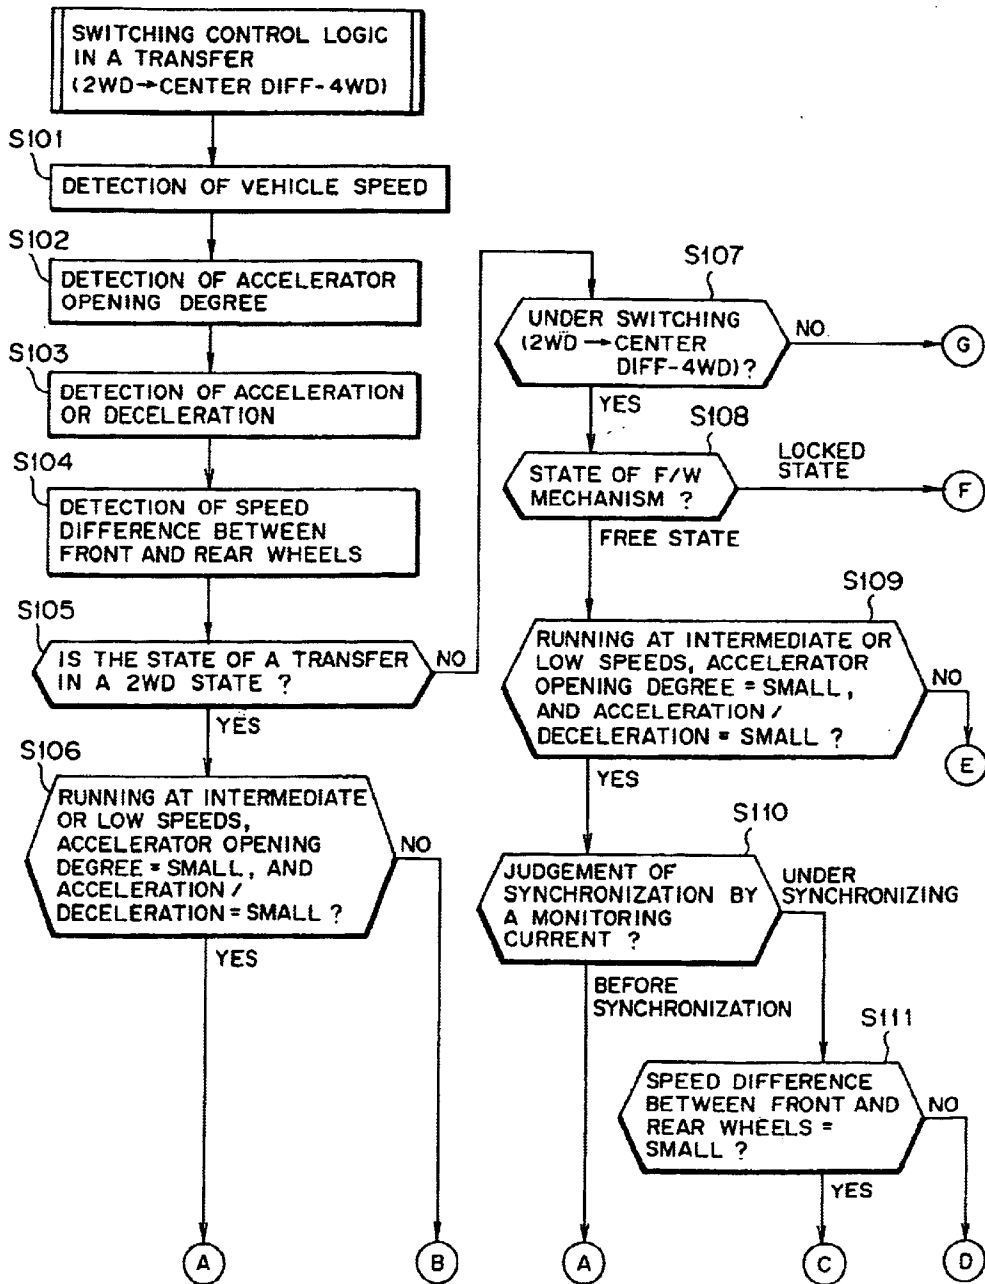 SWITCHING CONTROL LOGIC
IN A TRANSFER
(2WD→CENTER DIFF-4WD)
S101
DETECTION OF VEHICLE SPEED
S102
DETECTION OF ACCELERATOR
OPENING DEGREE
S103
DETECTION OF ACCELERATION
OR DECELERATION
S104
DETECTION OF SPEED
DIFFERENCE BETWEEN
FRONT AND REAR WHEELS
S105
IS THE STATE OF A TRANSFER
IN A 2WD STATE ?
NO
YES
S106
RUNNING AT INTERMEDIATE
OR LOW SPEEDS,
ACCELERATOR OPENING
DEGREE = SMALL, AND
ACCELERATION /
DECELERATION = SMALL ?
NO
YES
A
B
S107
UNDER SWITCHING
(2WD → CENTER
DIFF-4WD)?
NO
G
YES
S108
STATE OF F/W
MECHANISM ?
LOCKED
STATE
F
FREE STATE
S109
RUNNING AT INTERMEDIATE OR
LOW SPEEDS, ACCELERATOR
OPENING DEGREE = SMALL,
AND ACCELERATION /
DECELERATION = SMALL ?
NO
E
YES
S110
JUDGEMENT OF
SYNCHRONIZATION BY
A MONITORING
CURRENT ?
UNDER
SYNCHRONIZING
BEFORE
SYNCHRONIZATION
S111
SPEED DIFFERENCE
BETWEEN FRONT AND
REAR WHEELS =
SMALL ?
NO
YES
A
C
D